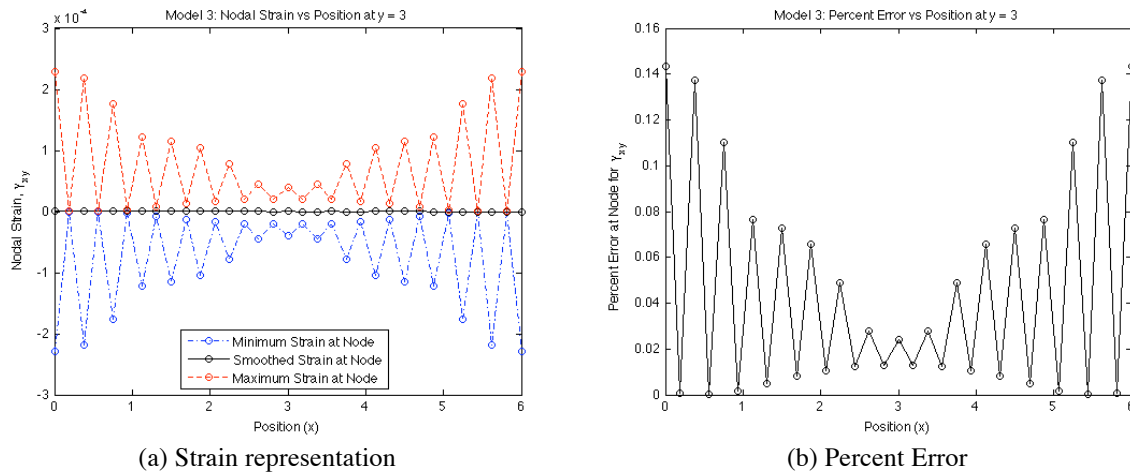 Model 3: Nodal Strain vs Position at y = 3
x 10^-4
3
2
1
0
-1
-2
-3
Nodal Strain, γ_xy
Minimum Strain at Node
Smoothed Strain at Node
Maximum Strain at Node
0 1 2 3 4 5 6
Position (x)
(a) Strain representation
Model 3: Percent Error vs Position at y = 3
0.16
0.14
0.12
0.1
0.08
0.06
0.04
0.02
0
Percent Error at Node for γ_xy
0 1 2 3 4 5 6
Position (x)
(b) Percent Error